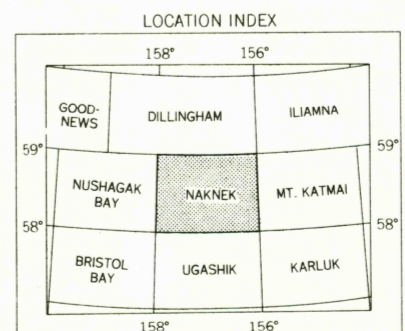 LOCATION INDEX
158° 156°
GOOD-
NEWS
DILLINGHAM
ILIAMNA
59° 59°
NUSHAGAK
BAY
NAKNEK
MT. KATMAI
58° 58°
BRISTOL
BAY
UGASHIK
KARLUK
158° 156°